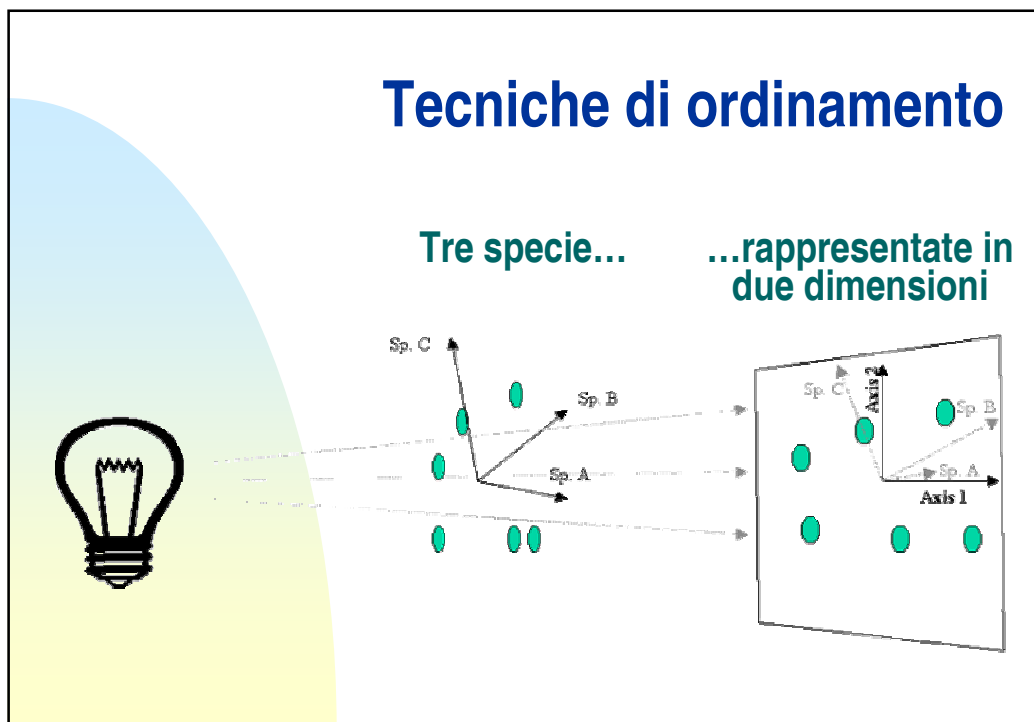 Tecniche di ordinamento
Tre specie…
…rappresentate in
due dimensioni
Sp. C
Sp. B
Sp. A
Sp. C
Axis 2
Sp. B
Sp. A
Axis 1